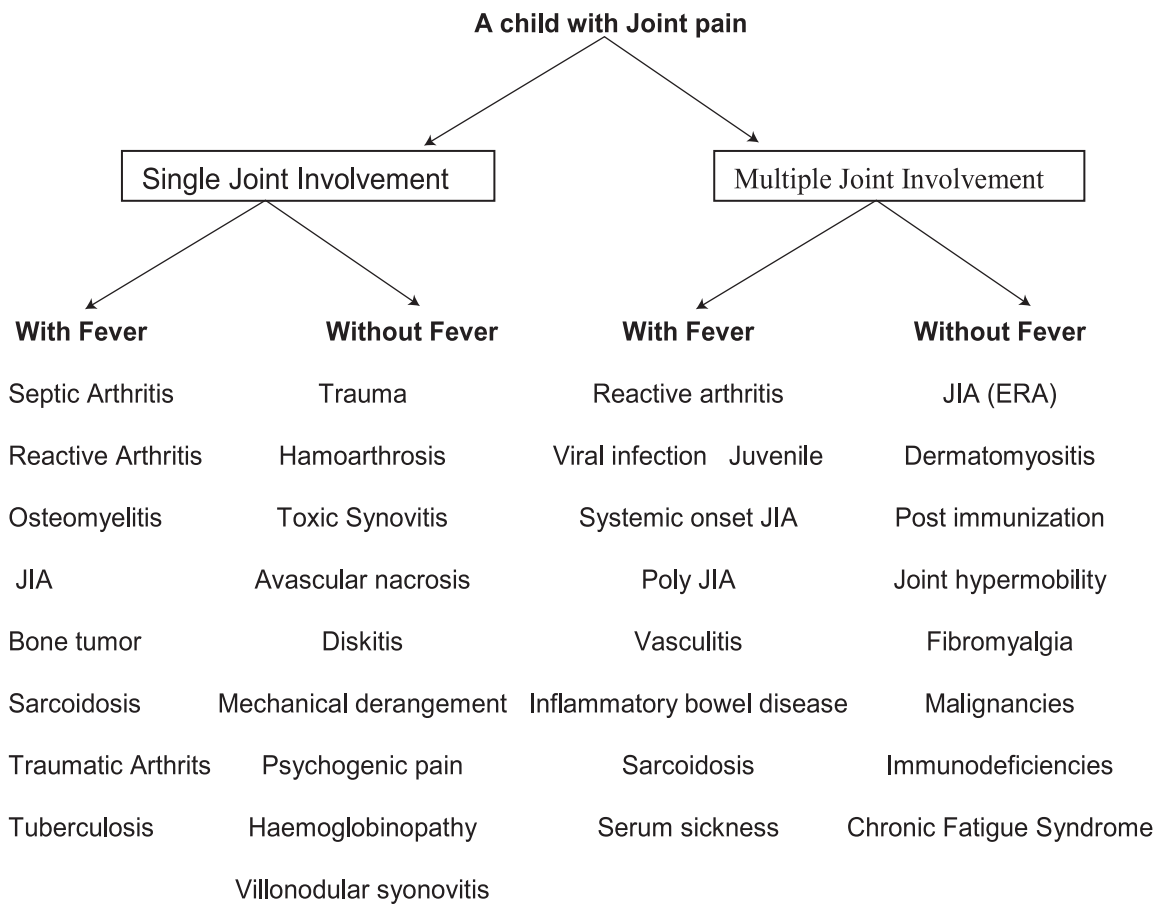 A child with Joint pain
Single Joint Involvement    Multiple Joint Involvement
With Fever    Without Fever    With Fever    Without Fever
Septic Arthritis    Trauma    Reactive arthritis    JIA (ERA)
Reactive Arthritis    Hamoarthrosis    Viral infection   Juvenile    Dermatomyositis
Osteomyelitis    Toxic Synovitis    Systemic onset JIA    Post immunization
JIA    Avascular nacrosis    Poly JIA    Joint hypermobility
Bone tumor    Diskitis    Vasculitis    Fibromyalgia
Sarcoidosis    Mechanical derangement    Inflammatory bowel disease    Malignancies
Traumatic Arthrits    Psychogenic pain    Sarcoidosis    Immunodeficiencies
Tuberculosis    Haemoglobinopathy    Serum sickness    Chronic Fatigue Syndrome
Villonodular syonovitis